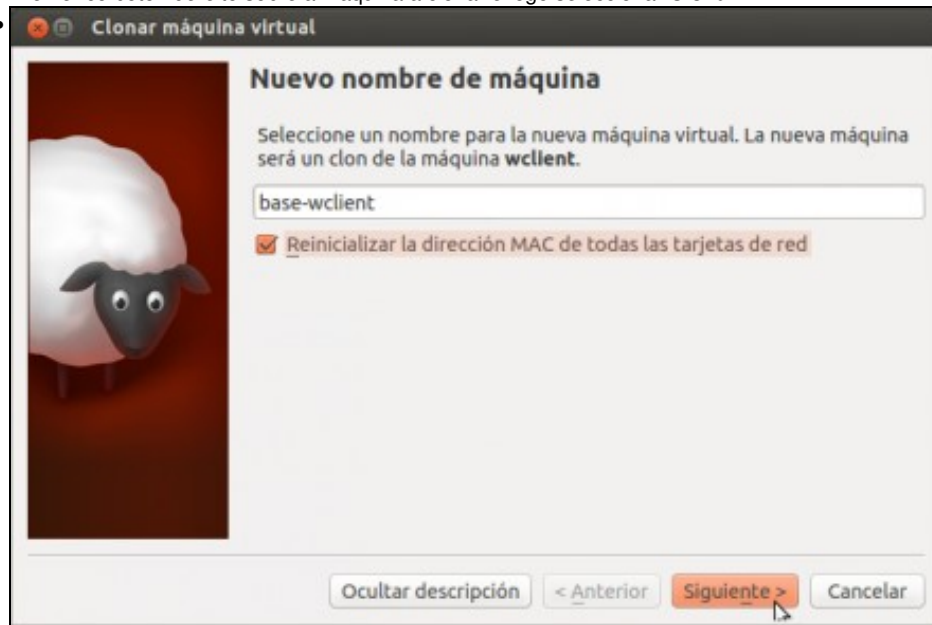 Clonar máquina virtual
Nuevo nombre de máquina
Seleccione un nombre para la nueva máquina virtual. La nueva máquina
será un clon de la máquina wclient.
base-wclient
Reinicializar la dirección MAC de todas las tarjetas de red
Ocultar descripción < Anterior Siguiente > Cancelar